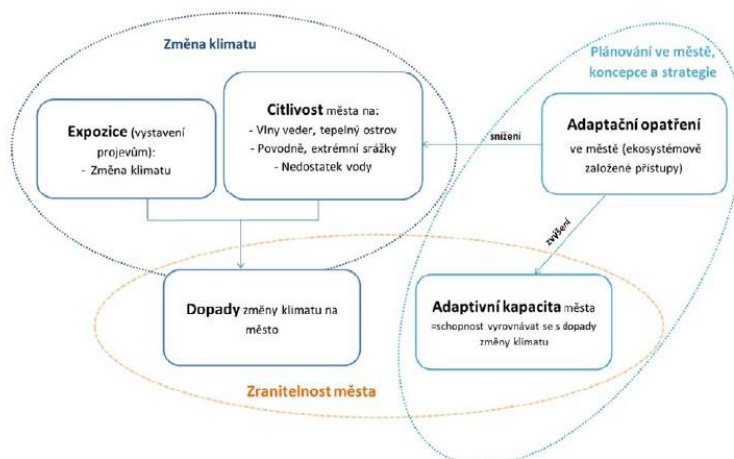 Změna klimatu
Plánování ve městě,
koncepce a strategie
Expozice (vystavení
projevům):
- Změna klimatu
Citlivost města na:
- Vlny veder, tepelný ostrov
- Povodně, extrémní srážky
- Nedostatek vody
snížení
Adaptační opatření
ve městě (ekosystémově
založené přístupy)
zvýšení
Dopady změny klimatu na
město
Adaptivní kapacita města
=schopnost vyrovnávat se s dopady
změny klimatu
Zranitelnost města